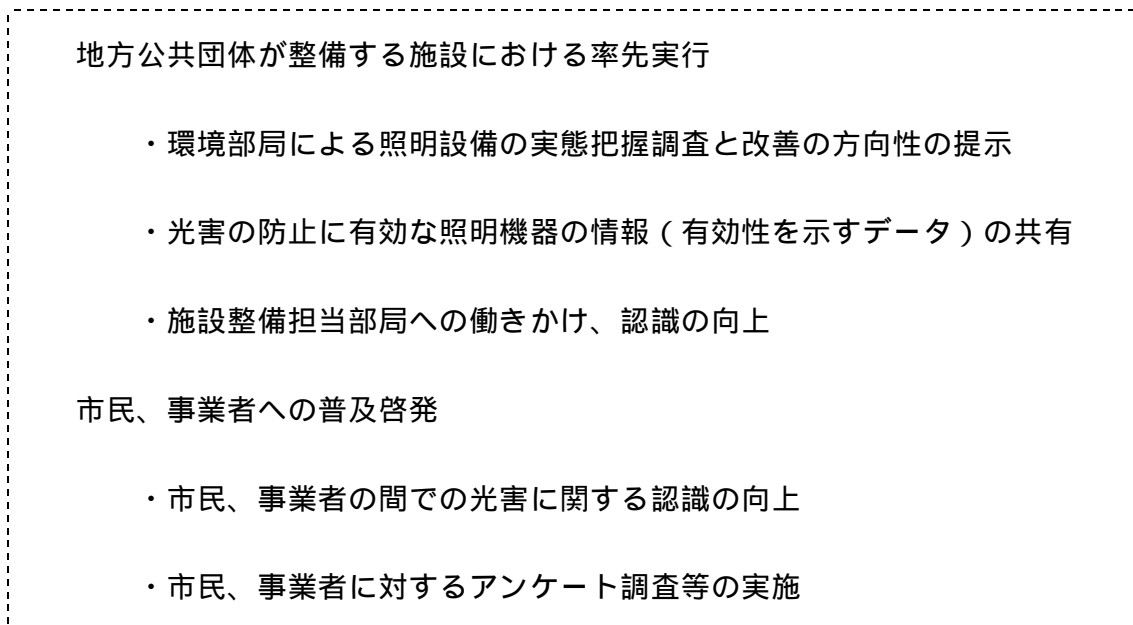 地方公共団体が整備する施設における率先実行
・環境部局による照明設備の実態把握調査と改善の方向性の提示
・光害の防止に有効な照明機器の情報（有効性を示すデータ）の共有
・施設整備担当部局への働きかけ、認識の向上
市民、事業者への普及啓発
・市民、事業者の間での光害に関する認識の向上
・市民、事業者に対するアンケート調査等の実施